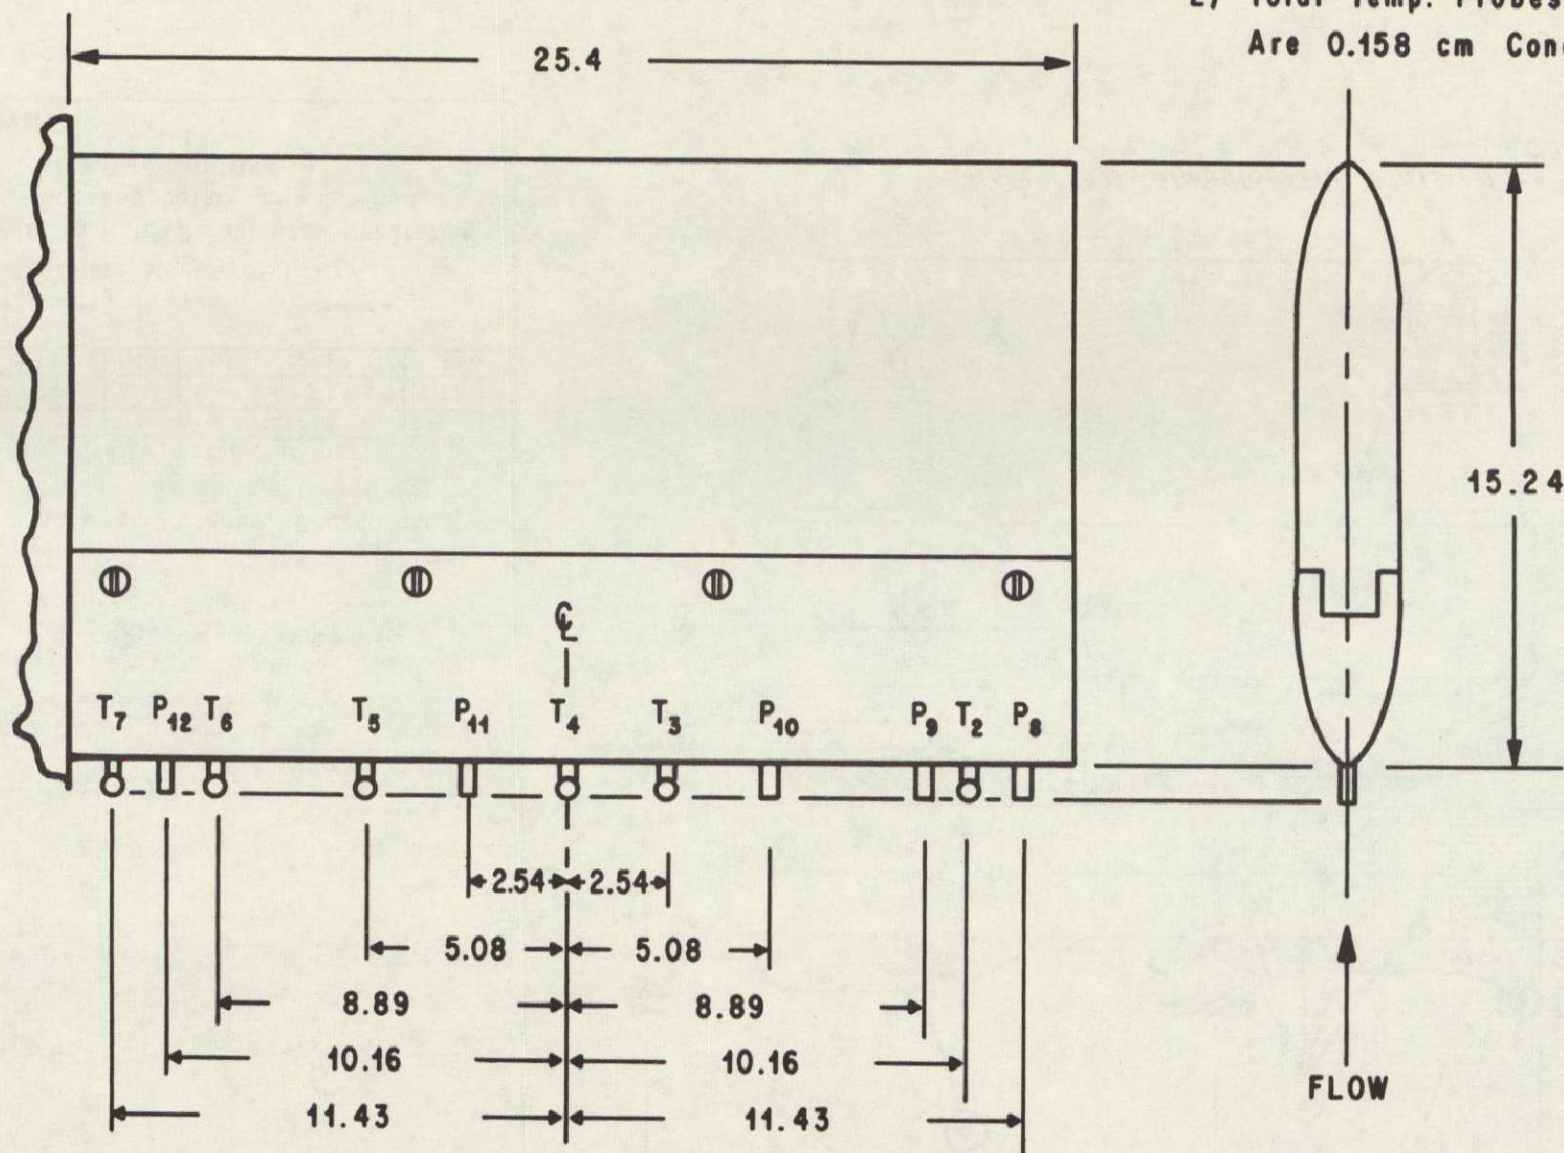 Are 0.158 cm
25.4
15.24
℄
T₇ P₁₂ T₆ T₅ P₁₁ T₄ T₃ P₁₀ P₉ T₂ P₈
2.54 2.54
5.08 5.08
8.89 8.89
10.16 10.16
11.43 11.43
FLOW